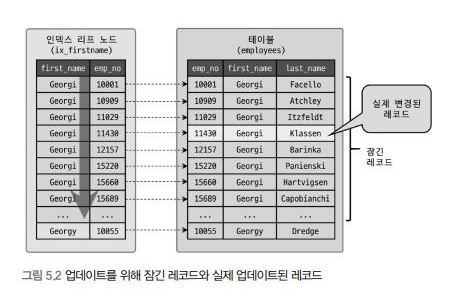 인덱스 리프 노드
(ix_firstname)
first_name emp_no
Georgi 10001
Georgi 10909
Georgi 11029
Georgi 11430
Georgi 12157
Georgi 15220
Georgi 15660
Georgi 15689
... ...
Georgy 10055
테이블
(employees)
emp_no first_name last_name
10001 Georgi Facello
10909 Georgi Atchley
11029 Georgi Itzfeldt
11430 Georgi Klassen
12157 Georgi Barinka
15220 Georgi Panienski
15660 Georgi Hartvigsen
15689 Georgi Capobianchi
... ... ...
10055 Georgy Dredge
실제 변경된
레코드
잠긴
레코드
그림 5.2 업데이트를 위해 잠긴 레코드와 실제 업데이트된 레코드